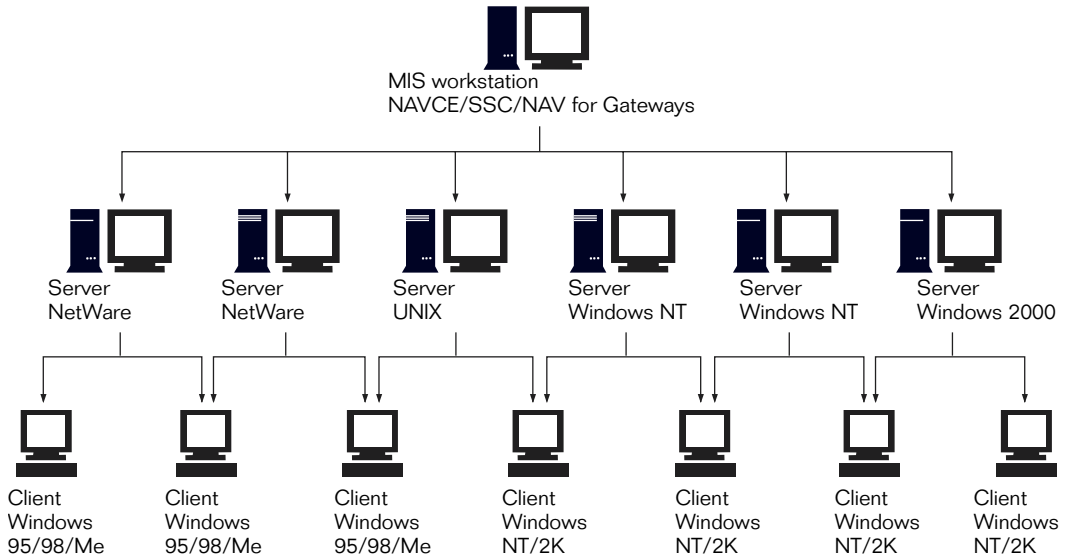 MIS workstation
NAVCE/SSC/NAV for Gateways
Server
NetWare
Server
NetWare
Server
UNIX
Server
Windows NT
Server
Windows NT
Server
Windows 2000
Client
Windows
95/98/Me
Client
Windows
95/98/Me
Client
Windows
95/98/Me
Client
Windows
NT/2K
Client
Windows
NT/2K
Client
Windows
NT/2K
Client
Windows
NT/2K